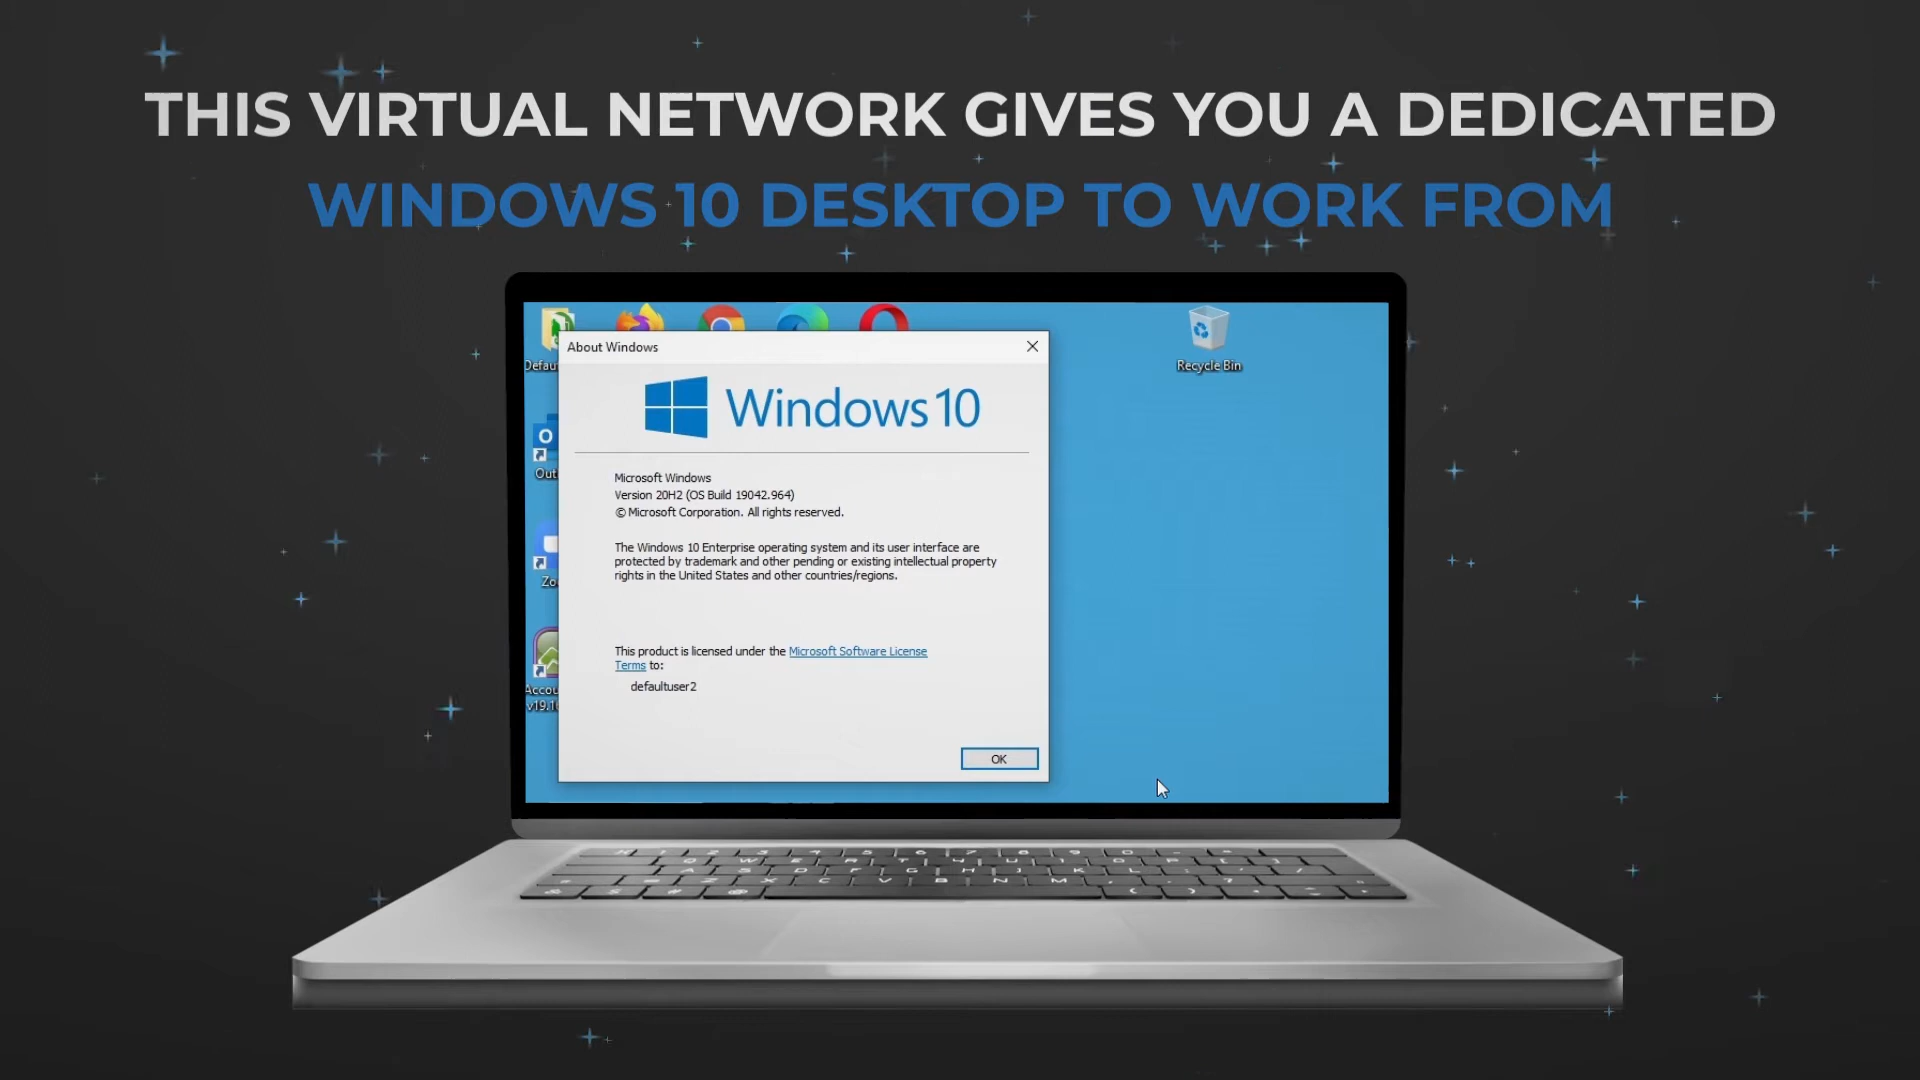 THIS VIRTUAL NETWORK GIVES YOU A DEDICATED
WINDOWS 10 DESKTOP TO WORK FROM
Recycle Bin
About Windows
Windows 10
Microsoft Windows
Version 20H2 (OS Build 19042.964)
© Microsoft Corporation. All rights reserved.
The Windows 10 Enterprise operating system and its user interface are
protected by trademark and other pending or existing intellectual property
rights in the United States and other countries/regions.
This product is licensed under the Microsoft Software License
Terms to:
defaultuser2
OK